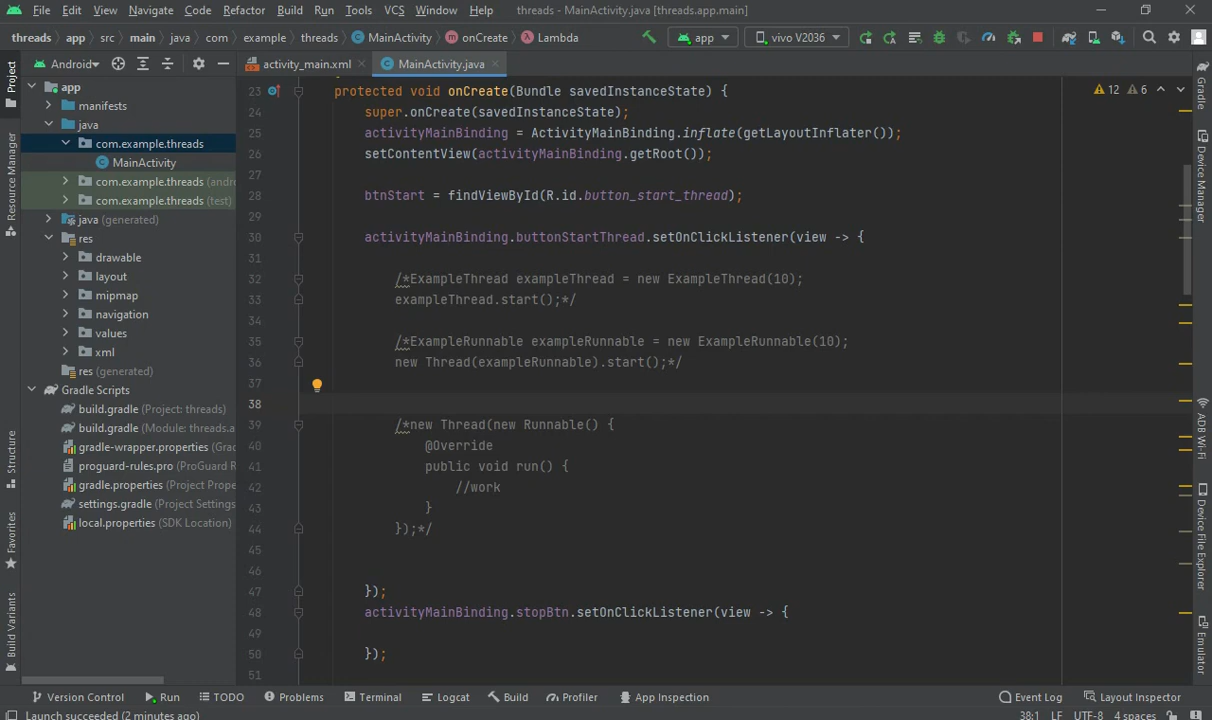 File Edit View Navigate Code Refactor Build Run Tools VCS Window Help threads - MainActivity.java [threads.app.main]
threads app src main java com example threads MainActivity onCreate Lambda app vivo V2036
Android activity_main.xml MainActivity.java
Project
Resource Manager
Structure
Favorites
Build Variants
app
manifests
java
com.example.threads
MainActivity
com.example.threads (andr
com.example.threads (test)
java (generated)
res
drawable
layout
mipmap
navigation
values
xml
res (generated)
Gradle Scripts
build.gradle (Project: threads)
build.gradle (Module: threads.a
gradle-wrapper.properties (Grac
proguard-rules.pro (ProGuard R
gradle.properties (Project Prope
settings.gradle (Project Settings
local.properties (SDK Location)
12 6
23 protected void onCreate(Bundle savedInstanceState) {
24 super.onCreate(savedInstanceState);
25 activityMainBinding = ActivityMainBinding.inflate(getLayoutInflater());
26 setContentView(activityMainBinding.getRoot());
27
28 btnStart = findViewById(R.id.button_start_thread);
29
30 activityMainBinding.buttonStartThread.setOnClickListener(view -> {
31
32 /*ExampleThread exampleThread = new ExampleThread(10);
33 exampleThread.start();*/
34
35 /*ExampleRunnable exampleRunnable = new ExampleRunnable(10);
36 new Thread(exampleRunnable).start();*/
37
38
39 /*new Thread(new Runnable() {
40 @Override
41 public void run() {
42 //work
43 }
44 });*/
45
46
47 });
48 activityMainBinding.stopBtn.setOnClickListener(view -> {
49
50 });
51
Gradle
Device Manager
ADB Wi-Fi
Device File Explorer
Emulator
Version Control Run TODO Problems Terminal Logcat Build Profiler App Inspection Event Log Layout Inspector
Launch succeeded (2 minutes ago) 38:1 LF UTF-8 4 spaces